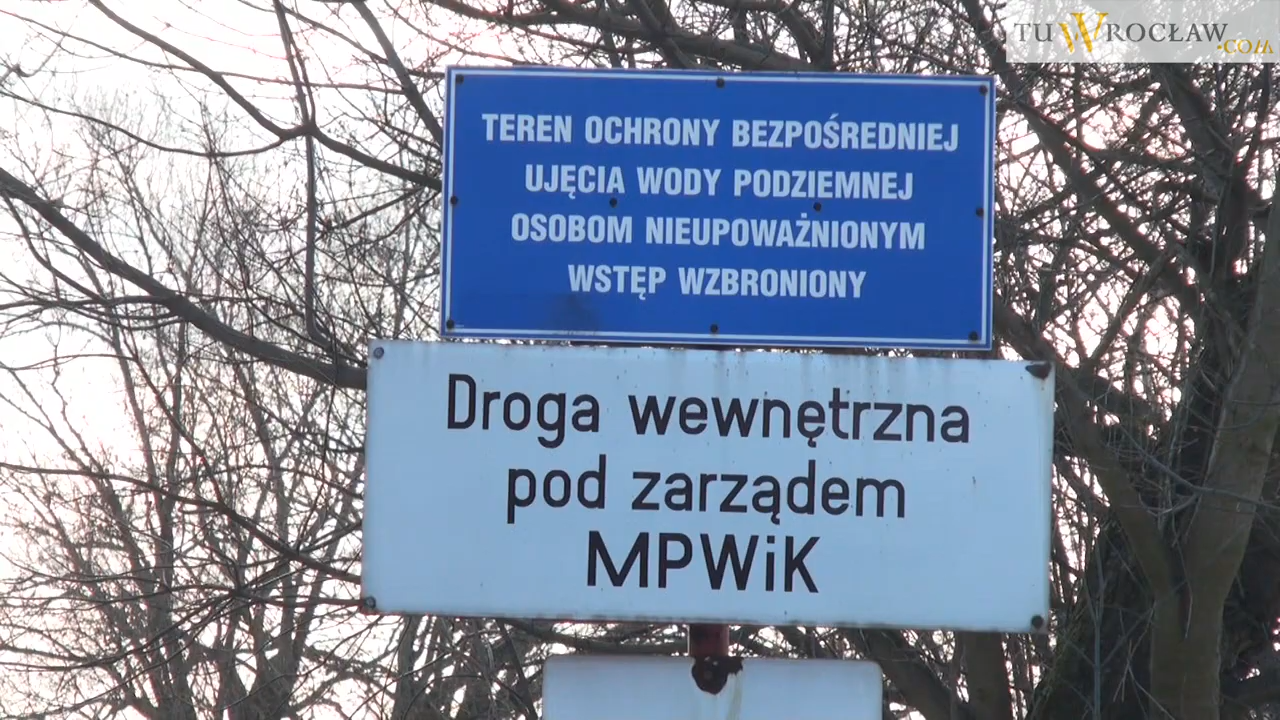 TUWROCŁAW
.COM
TEREN OCHRONY BEZPOŚREDNIEJ
UJĘCIA WODY PODZIEMNEJ
OSOBOM NIEUPOWAŻNIONYM
WSTĘP WZBRONIONY
Droga wewnętrzna
pod zarządem
MPWiK